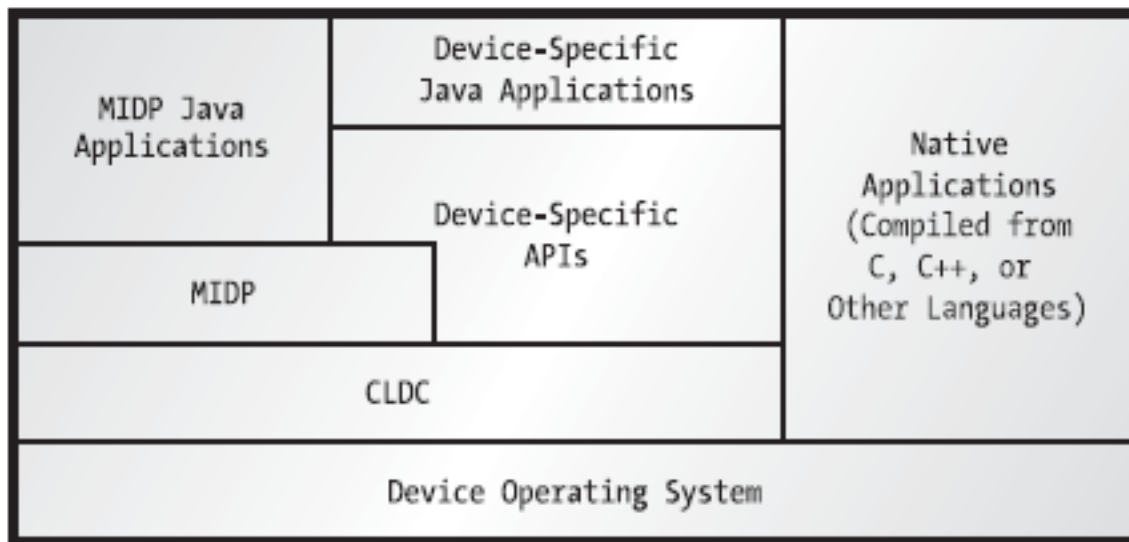 MIDP Java
Applications
Device-Specific
Java Applications
Device-Specific
APIs
Native
Applications
(Compiled from
C, C++, or
Other Languages)
MIDP
CLDC
Device Operating System